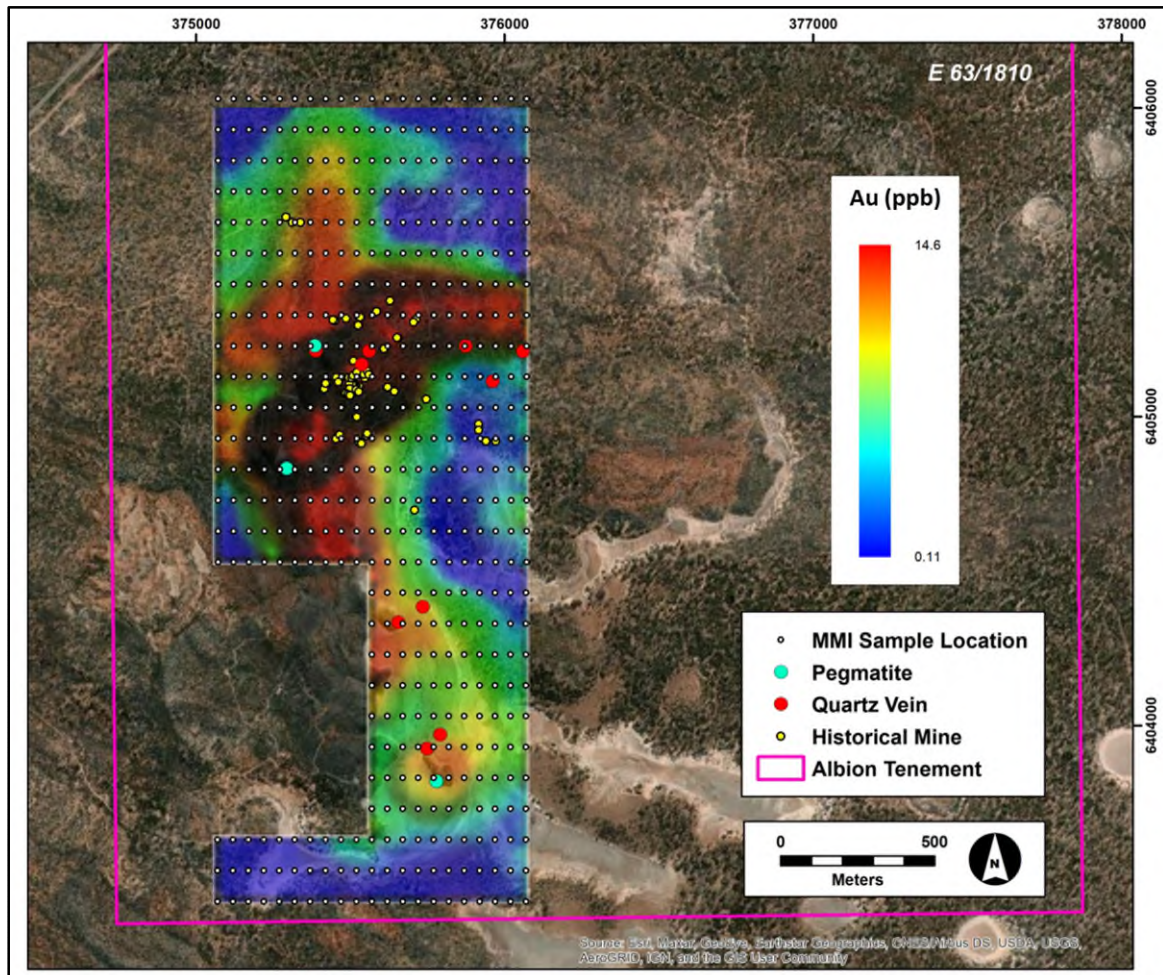 375000 376000 377000 378000
E 63/1810
6406000
Au (ppb)
14.6
0.11
6405000
MMI Sample Location
Pegmatite
Quartz Vein
Historical Mine
Albion Tenement
6404000
0 500
Meters
N
Source: Esri, Maxar, GeoEye, Earthstar Geographics, CNES/Airbus DS, USDA, USGS,
AeroGRID, IGN, and the GIS User Community